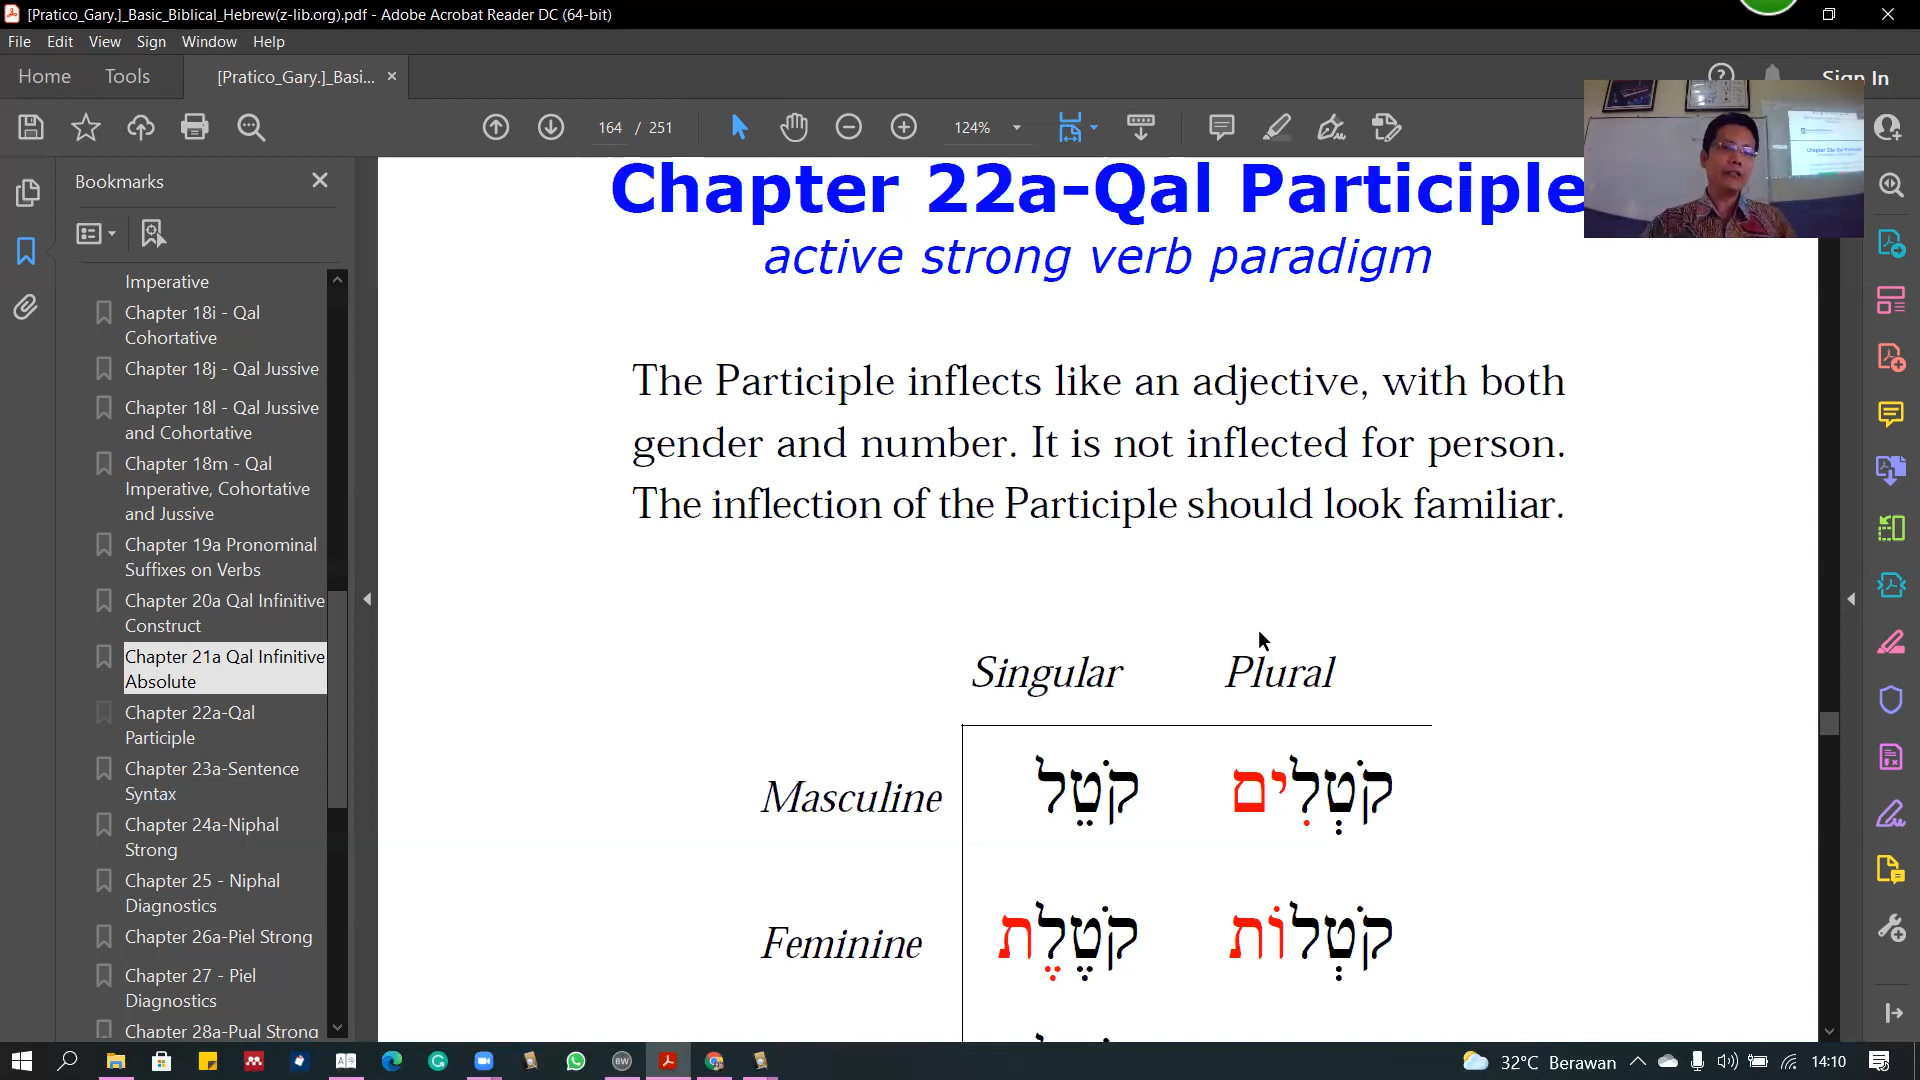 [Pratico_Gary.]_Basic_Biblical_Hebrew(z-lib.org).pdf - Adobe Acrobat Reader DC (64-bit)
File Edit View Sign Window Help
Home Tools [Pratico_Gary.]_Basi... Sign In
164 / 251 124%
Bookmarks
Imperative
Chapter 18i - Qal
Cohortative
Chapter 18j - Qal Jussive
Chapter 18l - Qal Jussive
and Cohortative
Chapter 18m - Qal
Imperative, Cohortative
and Jussive
Chapter 19a Pronominal
Suffixes on Verbs
Chapter 20a Qal Infinitive
Construct
Chapter 21a Qal Infinitive
Absolute
Chapter 22a-Qal
Participle
Chapter 23a-Sentence
Syntax
Chapter 24a-Niphal
Strong
Chapter 25 - Niphal
Diagnostics
Chapter 26a-Piel Strong
Chapter 27 - Piel
Diagnostics
Chapter 28a-Pual Strong
Chapter 22a-Qal Participle
active strong verb paradigm
The Participle inflects like an adjective, with both
gender and number. It is not inflected for person.
The inflection of the Participle should look familiar.
Singular Plural
Masculine קֹטֵל קֹטְלִים
Feminine קֹטֶלֶת קֹטְלוֹת
32°C Berawan 14:10